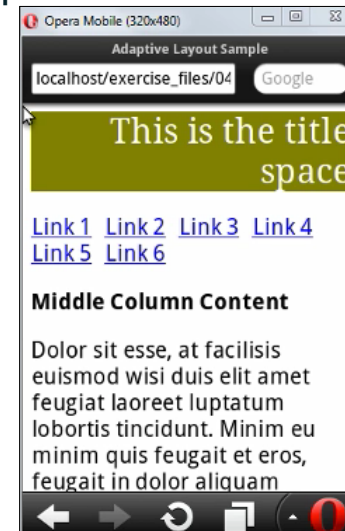 Opera Mobile (320x480)
Adaptive Layout Sample
localhost/exercise_files/04
Google
This is the title
space
Link 1 Link 2 Link 3 Link 4
Link 5 Link 6
Middle Column Content
Dolor sit esse, at facilisis
euismod wisi duis elit amet
feugiat laoreet luptatum
lobortis tincidunt. Minim eu
minim quis feugait et eros,
feugait in dolor aliquam